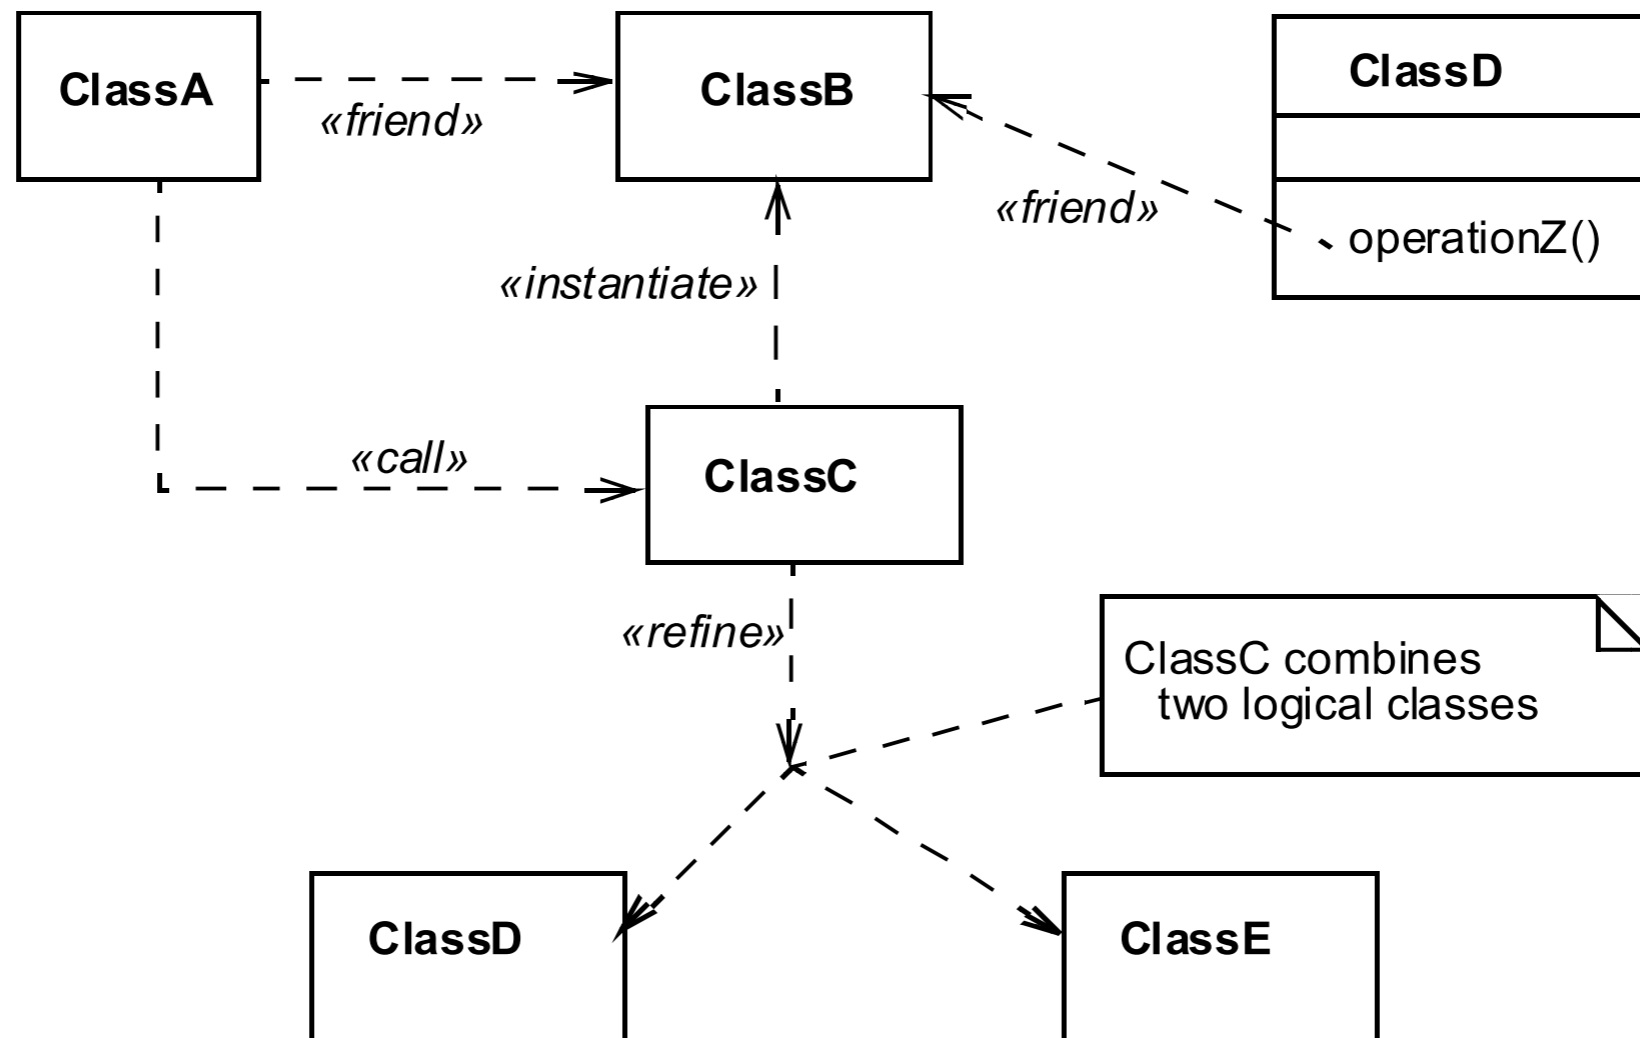 ClassA
ClassB
ClassD
«friend»
«friend»
operationZ()
«instantiate»
«call»
ClassC
«refine»
ClassC combines
two logical classes
ClassD
ClassE